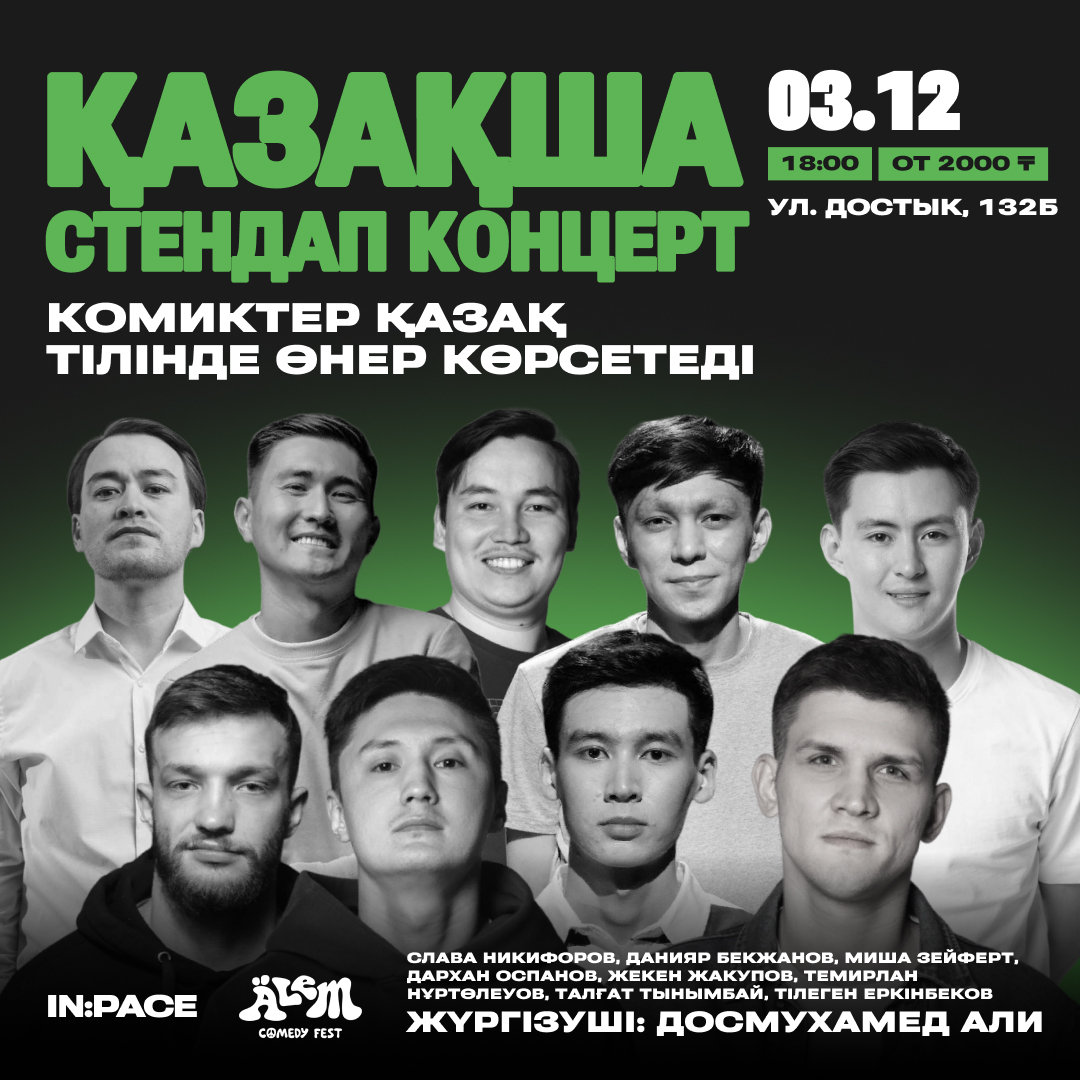 ҚАЗАҚША
СТЕНДАП КОНЦЕРТ
КОМИКТЕР ҚАЗАҚ
ТІЛІНДЕ ӨНЕР КӨРСЕТЕДІ
03.12
18:00 ОТ 2000 ₸
УЛ. ДОСТЫК, 132Б
СЛАВА НИКИФОРОВ, ДАНИЯР БЕКЖАНОВ, МИША ЗЕЙФЕРТ,
ДАРХАН ОСПАНОВ, ЖЕКЕН ЖАКУПОВ, ТЕМИРЛАН
НҰРТӨЛЕУОВ, ТАЛҒАТ ТЫНЫМБАЙ, ТІЛЕГЕН ЕРКІНБЕКОВ
ЖҮРГІЗУШІ: ДОСМУХАМЕД АЛИ
IN:PACE
ÄLEM
COMEDY FEST